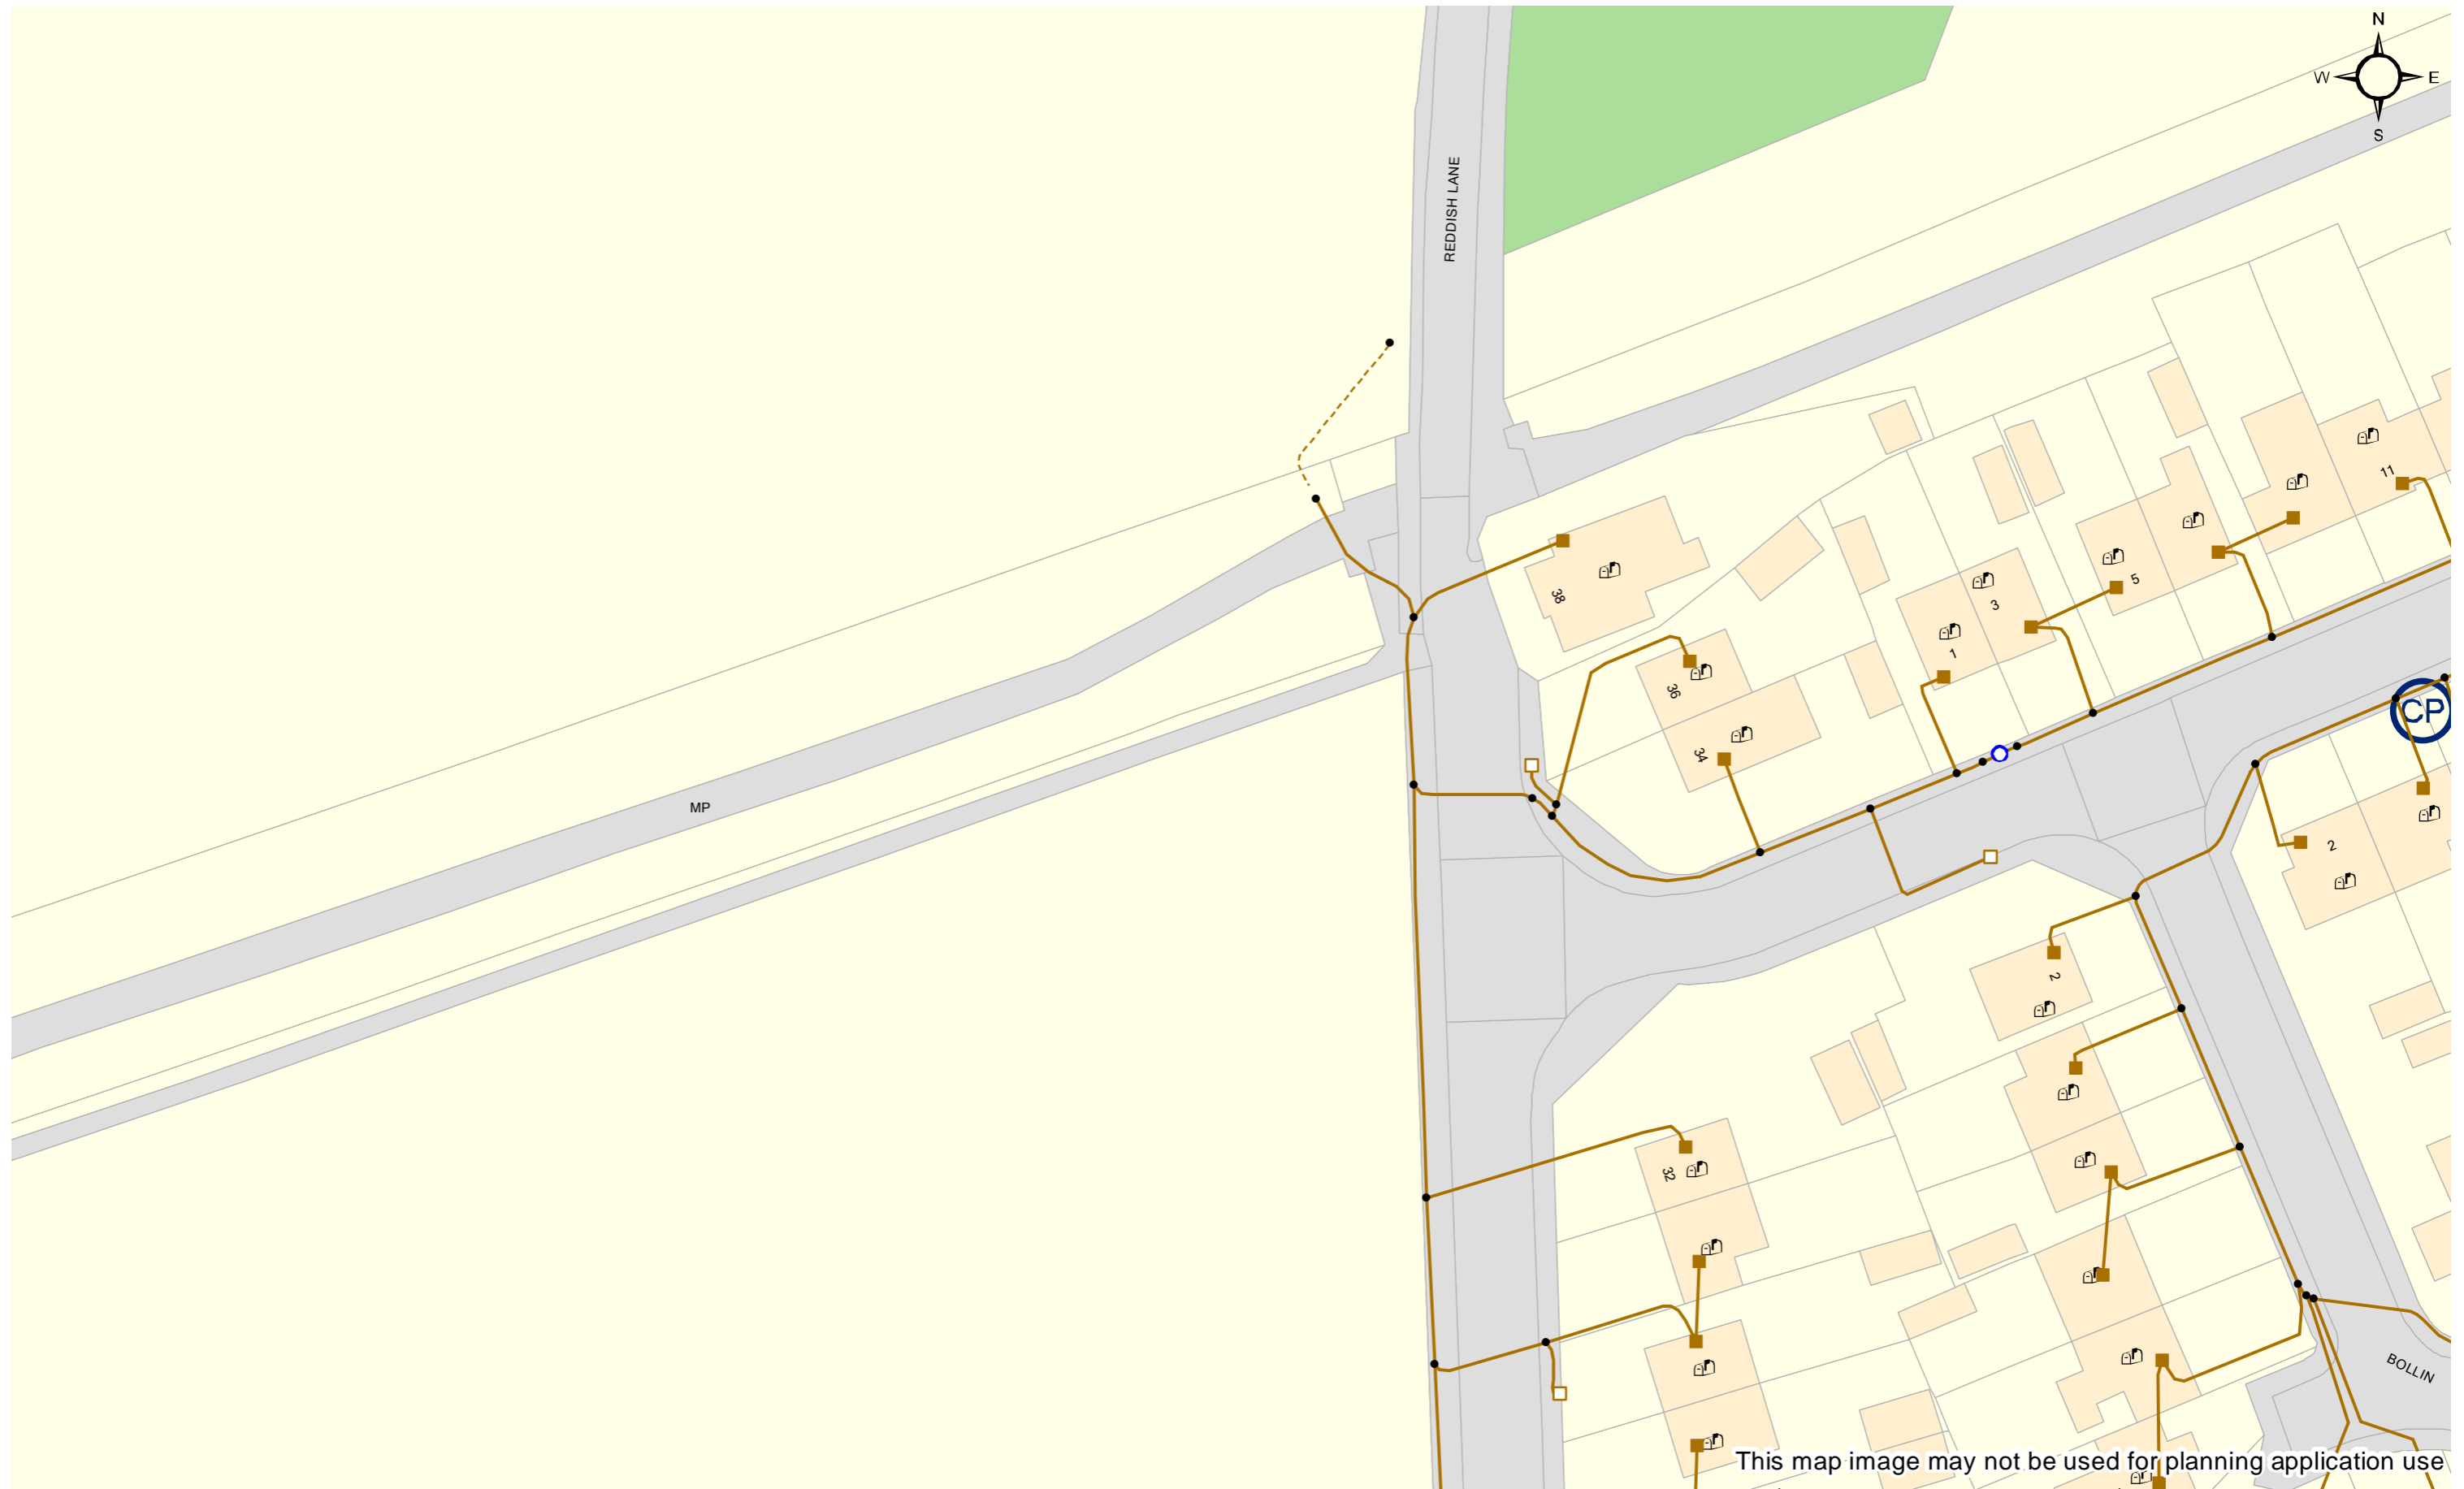 N
W E
S
REDDISH LANE
11
5
3
1
38
36
34
CP
MP
2
2
32
BOLLIN
This map image may not be used for planning application use